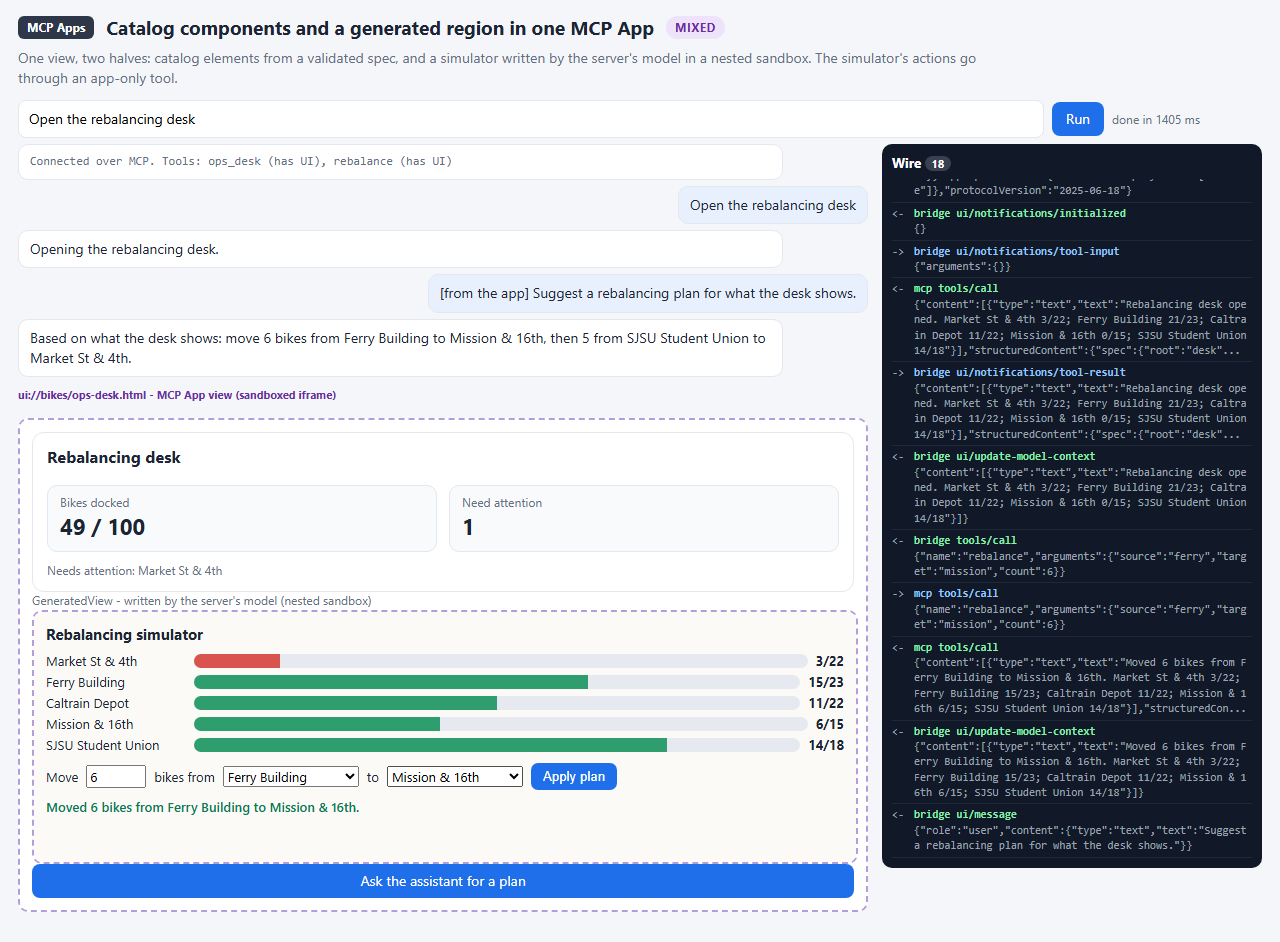 MCP Apps Catalog components and a generated region in one MCP App MIXED
One view, two halves: catalog elements from a validated spec, and a simulator written by the server's model in a nested sandbox. The simulator's actions go
through an app-only tool.
Open the rebalancing desk Run done in 1405 ms
Connected over MCP. Tools: ops_desk (has UI), rebalance (has UI)
Open the rebalancing desk
Opening the rebalancing desk.
[from the app] Suggest a rebalancing plan for what the desk shows.
Based on what the desk shows: move 6 bikes from Ferry Building to Mission & 16th, then 5 from SJSU Student Union to
Market St & 4th.
ui://bikes/ops-desk.html - MCP App view (sandboxed iframe)
Rebalancing desk
Bikes docked
49 / 100
Need attention
1
Needs attention: Market St & 4th
GeneratedView - written by the server's model (nested sandbox)
Rebalancing simulator
Market St & 4th 3/22
Ferry Building 15/23
Caltrain Depot 11/22
Mission & 16th 6/15
SJSU Student Union 14/18
Move 6 bikes from Ferry Building to Mission & 16th Apply plan
Moved 6 bikes from Ferry Building to Mission & 16th.
Ask the assistant for a plan
Wire 18
e"]},"protocolVersion":"2025-06-18"}
<- bridge ui/notifications/initialized
{}
-> bridge ui/notifications/tool-input
{"arguments":{}}
<- mcp tools/call
{"content":[{"type":"text","text":"Rebalancing desk ope
ned. Market St & 4th 3/22; Ferry Building 21/23; Caltra
in Depot 11/22; Mission & 16th 0/15; SJSU Student Union
14/18"}],"structuredContent":{"spec":{"root":"desk"...
-> bridge ui/notifications/tool-result
{"content":[{"type":"text","text":"Rebalancing desk ope
ned. Market St & 4th 3/22; Ferry Building 21/23; Caltra
in Depot 11/22; Mission & 16th 0/15; SJSU Student Union
14/18"}],"structuredContent":{"spec":{"root":"desk"...
<- bridge ui/update-model-context
{"content":[{"type":"text","text":"Rebalancing desk ope
ned. Market St & 4th 3/22; Ferry Building 21/23; Caltra
in Depot 11/22; Mission & 16th 0/15; SJSU Student Union
14/18"}]}
<- bridge tools/call
{"name":"rebalance","arguments":{"source":"ferry","targ
et":"mission","count":6}}
-> mcp tools/call
{"name":"rebalance","arguments":{"source":"ferry","targ
et":"mission","count":6}}
<- mcp tools/call
{"content":[{"type":"text","text":"Moved 6 bikes from F
erry Building to Mission & 16th. Market St & 4th 3/22;
Ferry Building 15/23; Caltrain Depot 11/22; Mission & 1
6th 6/15; SJSU Student Union 14/18"}],"structuredCon...
<- bridge ui/update-model-context
{"content":[{"type":"text","text":"Moved 6 bikes from F
erry Building to Mission & 16th. Market St & 4th 3/22;
Ferry Building 15/23; Caltrain Depot 11/22; Mission & 1
6th 6/15; SJSU Student Union 14/18"}]}
<- bridge ui/message
{"role":"user","content":{"type":"text","text":"Suggest
a rebalancing plan for what the desk shows."}}